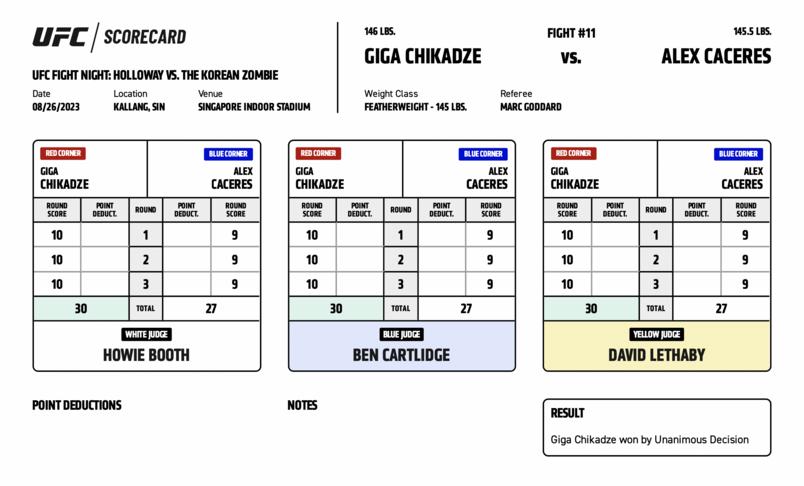 UFC / SCORECARD
UFC FIGHT NIGHT: HOLLOWAY VS. THE KOREAN ZOMBIE
Date Location Venue
08/26/2023 KALLANG, SIN SINGAPORE INDOOR STADIUM
146 LBS. FIGHT #11 145.5 LBS.
GIGA CHIKADZE vs. ALEX CACERES
Weight Class Referee
FEATHERWEIGHT - 145 LBS. MARC GODDARD
RED CORNER BLUE CORNER
GIGA ALEX
CHIKADZE CACERES
ROUND SCORE POINT DEDUCT. ROUND POINT DEDUCT. ROUND SCORE
10 1 9
10 2 9
10 3 9
30 TOTAL 27
WHITE JUDGE
HOWIE BOOTH
RED CORNER BLUE CORNER
GIGA ALEX
CHIKADZE CACERES
ROUND SCORE POINT DEDUCT. ROUND POINT DEDUCT. ROUND SCORE
10 1 9
10 2 9
10 3 9
30 TOTAL 27
BLUE JUDGE
BEN CARTLIDGE
RED CORNER BLUE CORNER
GIGA ALEX
CHIKADZE CACERES
ROUND SCORE POINT DEDUCT. ROUND POINT DEDUCT. ROUND SCORE
10 1 9
10 2 9
10 3 9
30 TOTAL 27
YELLOW JUDGE
DAVID LETHABY
POINT DEDUCTIONS
NOTES
RESULT
Giga Chikadze won by Unanimous Decision